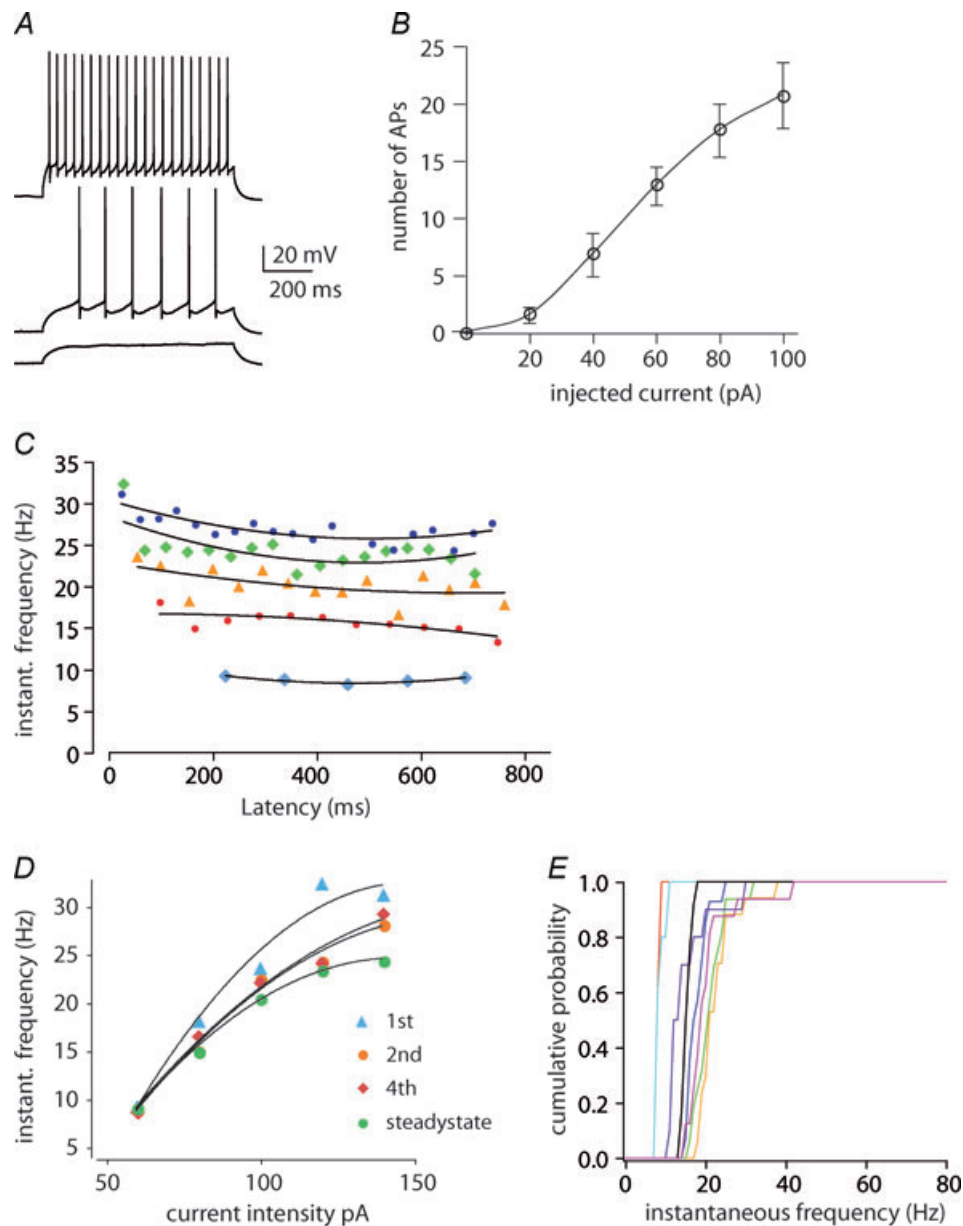 A
20 mV
200 ms
B
25
20
15
10
5
0
number of APs
20 40 60 80 100
injected current (pA)
C
35
30
25
20
15
10
5
0
instant. frequency (Hz)
0 200 400 600 800
Latency (ms)
D
30
25
20
15
10
5
instant. frequency (Hz)
1st
2nd
4th
steadystate
50 100 150
current intensity pA
E
1.0
0.8
0.6
0.4
0.2
0.0
cumulative probability
0 20 40 60 80
instantaneous frequency (Hz)